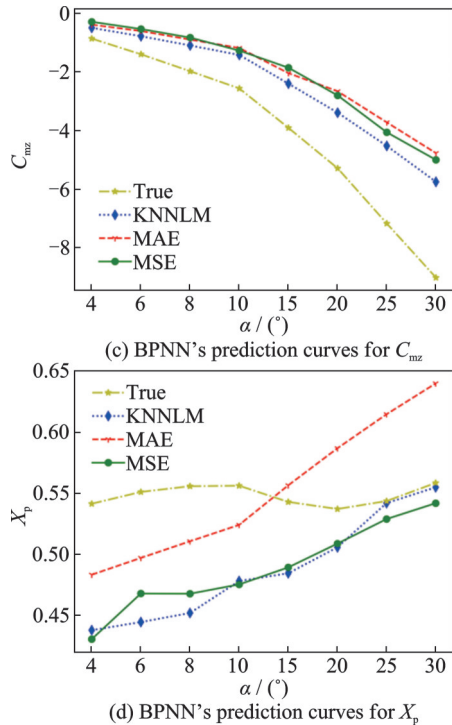 0
−2
−4
−6
−8
C_mz
True
KNNLM
MAE
MSE
4 6 8 10 15 20 25 30
α / (°)
(c) BPNN's prediction curves for C_mz
0.65
0.60
0.55
0.50
0.45
X_p
True
KNNLM
MAE
MSE
4 6 8 10 15 20 25 30
α / (°)
(d) BPNN's prediction curves for X_p